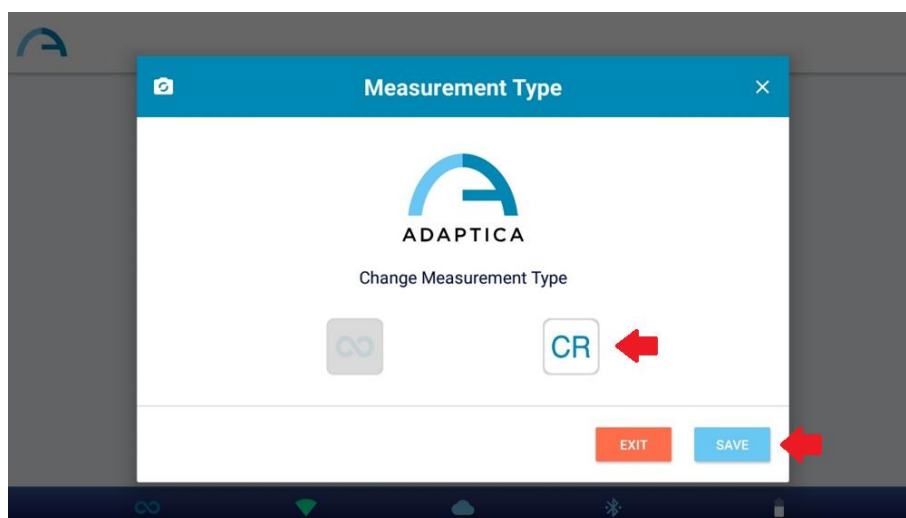 Measurement Type
ADAPTICA
Change Measurement Type
CR
EXIT
SAVE